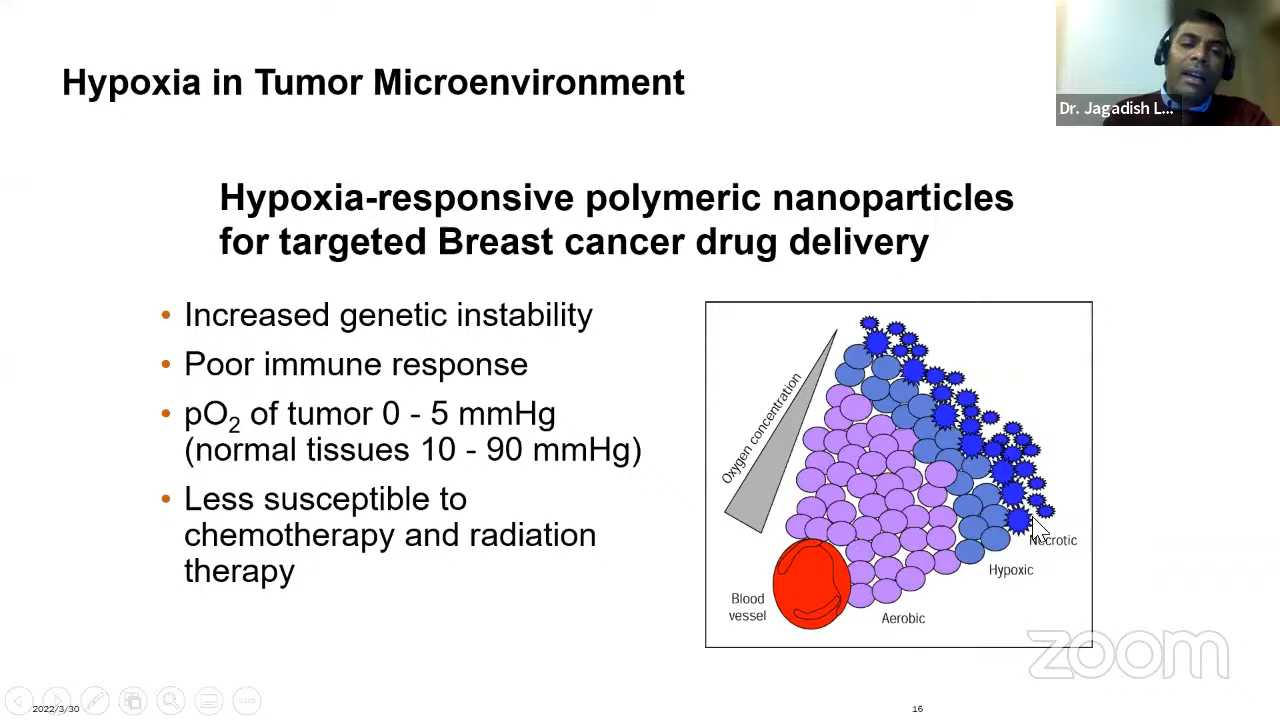 Hypoxia in Tumor Microenvironment
Dr. Jagadish L...
Hypoxia-responsive polymeric nanoparticles
for targeted Breast cancer drug delivery
• Increased genetic instability
• Poor immune response
• pO₂ of tumor 0 - 5 mmHg
(normal tissues 10 - 90 mmHg)
• Less susceptible to
chemotherapy and radiation
therapy
Oxygen concentration
Necrotic
Hypoxic
Blood
vessel
Aerobic
zoom
2022/3/30
16